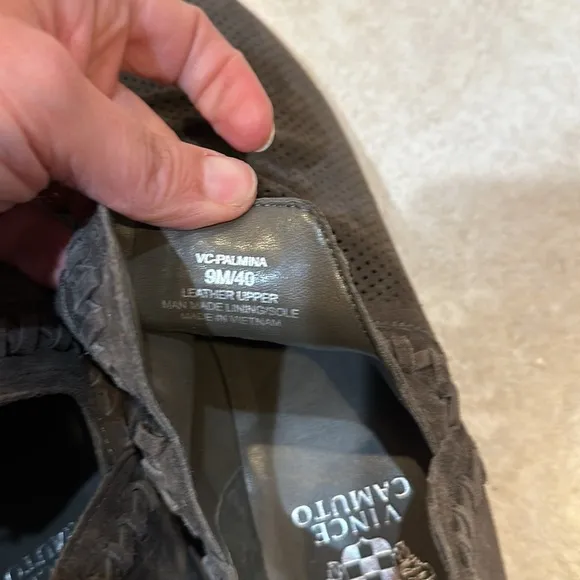 VC-PALMINA
9M/40
LEATHER UPPER
MAN MADE LINING/SOLE
MADE IN VIETNAM
VINCE
CAMUTO